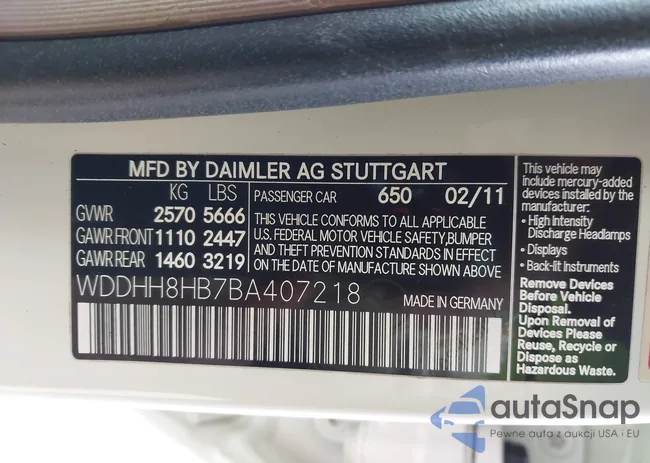 MFD BY DAIMLER AG STUTTGART
KG LBS
GVWR 2570 5666
GAWR FRONT 1110 2447
GAWR REAR 1460 3219
PASSENGER CAR 650 02/11
THIS VEHICLE CONFORMS TO ALL APPLICABLE
U.S. FEDERAL MOTOR VEHICLE SAFETY, BUMPER
AND THEFT PREVENTION STANDARDS IN EFFECT
ON THE DATE OF MANUFACTURE SHOWN ABOVE
WDDHH8HB7BA407218
MADE IN GERMANY
This vehicle may
include mercury-added
devices installed by the
manufacturer:
• High Intensity
Discharge Headlamps
• Displays
• Back-lit Instruments
Remove Devices
Before Vehicle
Disposal.
Upon Removal of
Devices Please
Reuse, Recycle or
Dispose as
Hazardous Waste.
autaSnap
Pewne auta z aukcji USA i EU